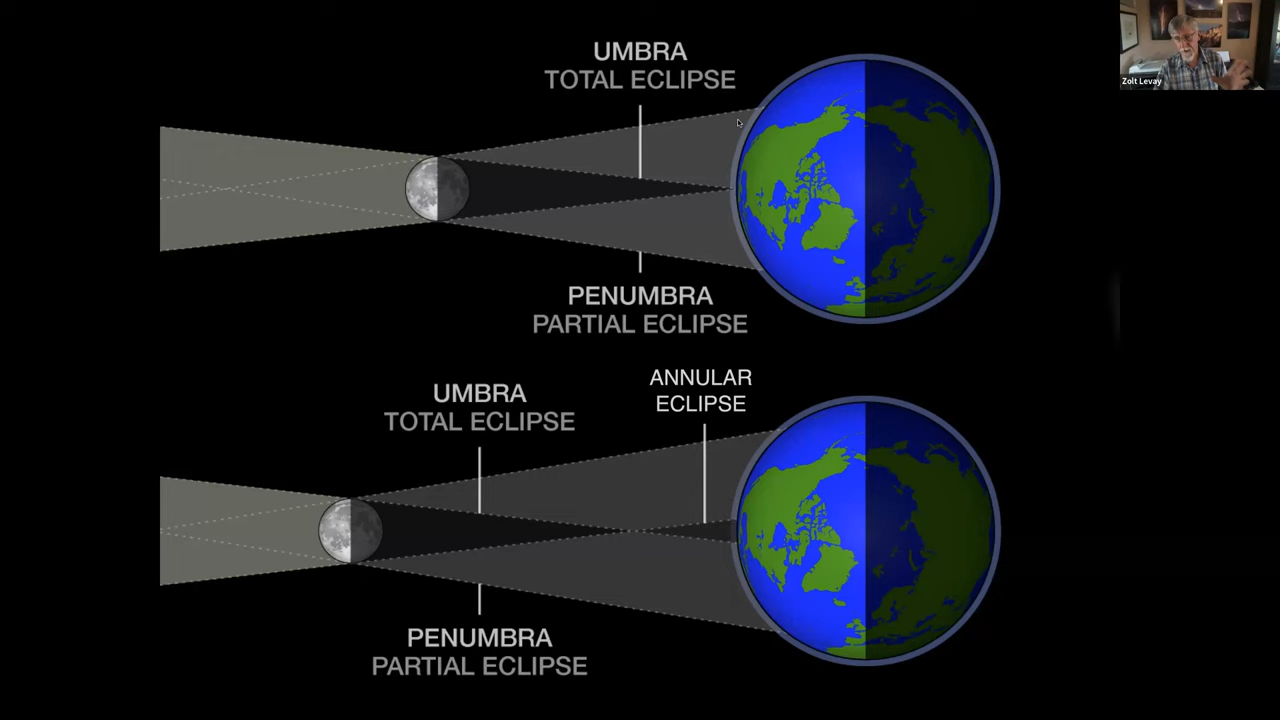 UMBRA
TOTAL ECLIPSE
Zolt Levay
PENUMBRA
PARTIAL ECLIPSE
ANNULAR
ECLIPSE
UMBRA
TOTAL ECLIPSE
PENUMBRA
PARTIAL ECLIPSE